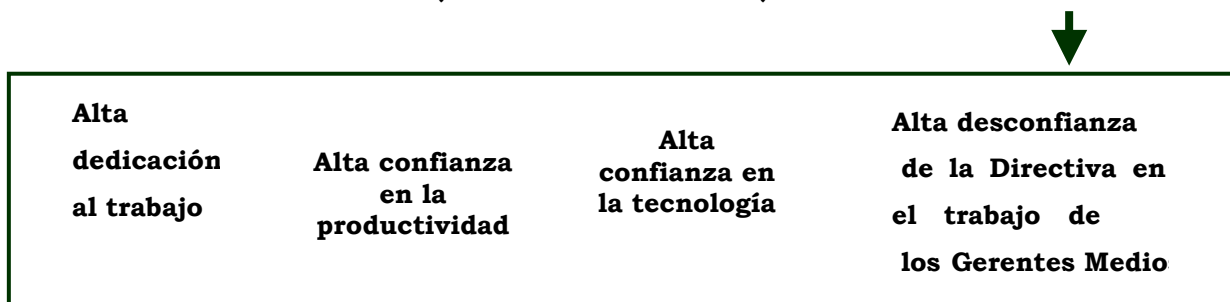 Alta
dedicación
al trabajo
Alta confianza
en la
productividad
Alta
confianza en
la tecnología
Alta desconfianza
de la Directiva en
el trabajo de
los Gerentes Medio